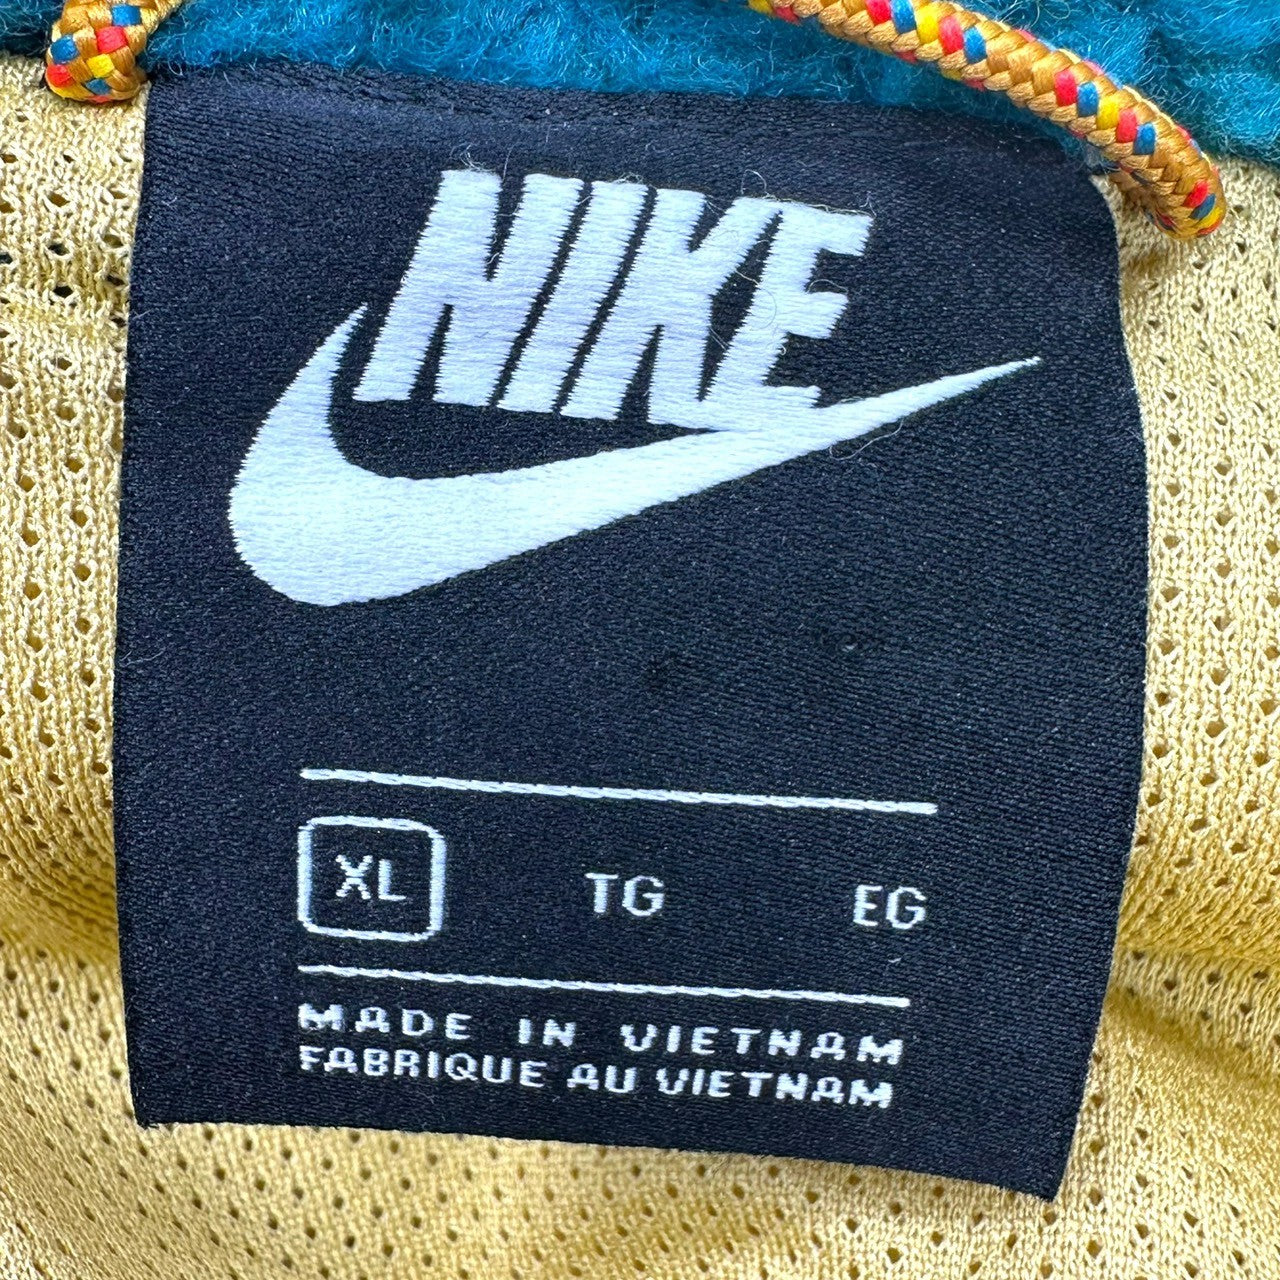 NIKE
XL TG EG
MADE IN VIETNAM
FABRIQUE AU VIETNAM